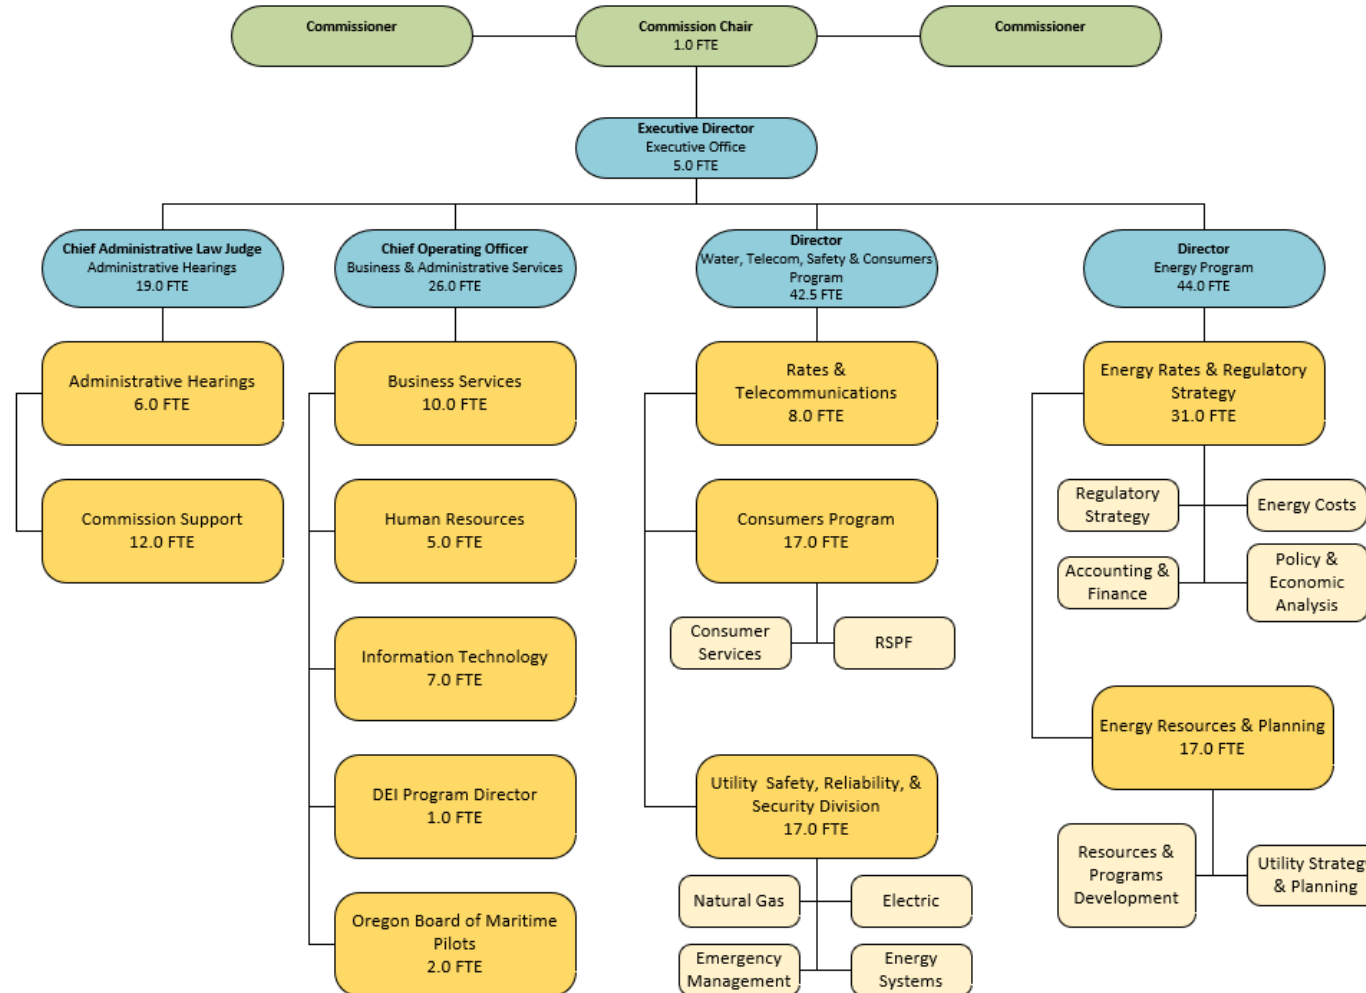 Commissioner
Commission Chair
1.0 FTE
Commissioner
Executive Director
Executive Office
5.0 FTE
Chief Administrative Law Judge
Administrative Hearings
19.0 FTE
Chief Operating Officer
Business & Administrative Services
26.0 FTE
Director
Water, Telecom, Safety & Consumers
Program
42.5 FTE
Director
Energy Program
44.0 FTE
Administrative Hearings
6.0 FTE
Commission Support
12.0 FTE
Business Services
10.0 FTE
Human Resources
5.0 FTE
Information Technology
7.0 FTE
DEI Program Director
1.0 FTE
Oregon Board of Maritime
Pilots
2.0 FTE
Rates &
Telecommunications
8.0 FTE
Consumers Program
17.0 FTE
Consumer
Services
RSPF
Utility Safety, Reliability, &
Security Division
17.0 FTE
Natural Gas
Electric
Emergency
Management
Energy
Systems
Energy Rates & Regulatory
Strategy
31.0 FTE
Regulatory
Strategy
Energy Costs
Accounting &
Finance
Policy &
Economic
Analysis
Energy Resources & Planning
17.0 FTE
Resources &
Programs
Development
Utility Strategy
& Planning